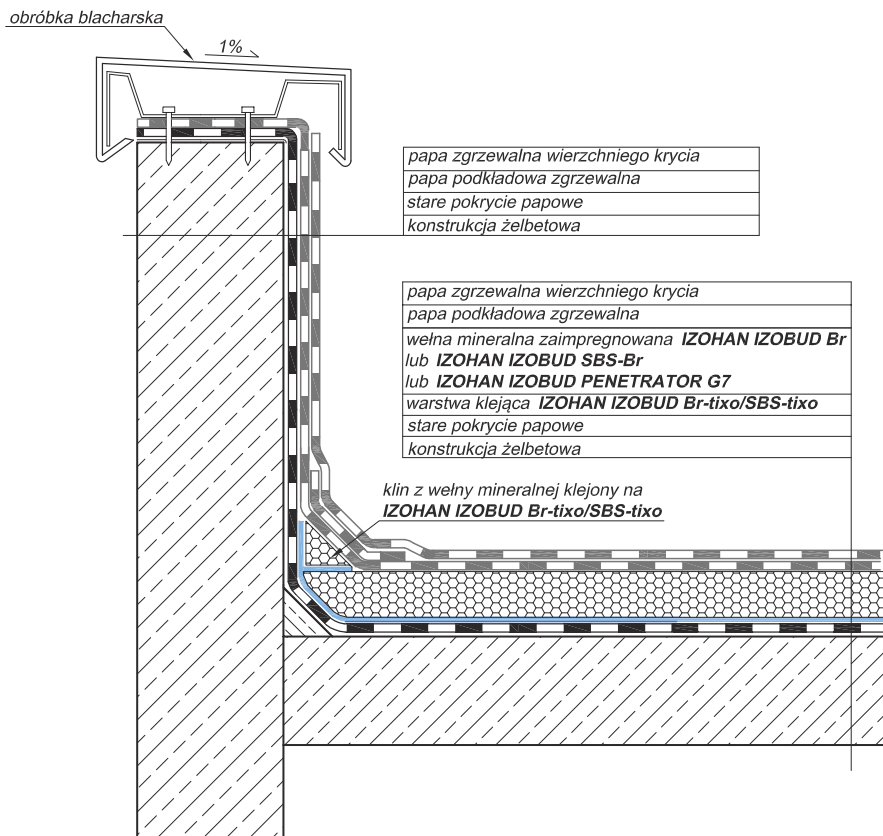 obróbka blacharska
1%
papa zgrzewalna wierzchniego krycia
papa podkładowa zgrzewalna
stare pokrycie papowe
konstrukcja żelbetowa
papa zgrzewalna wierzchniego krycia
papa podkładowa zgrzewalna
wełna mineralna zaimpregnowana IZOHAN IZOBUD Br
lub IZOHAN IZOBUD SBS-Br
lub IZOHAN IZOBUD PENETRATOR G7
warstwa klejąca IZOHAN IZOBUD Br-tixo/SBS-tixo
stare pokrycie papowe
konstrukcja żelbetowa
klin z wełny mineralnej klejony na
IZOHAN IZOBUD Br-tixo/SBS-tixo